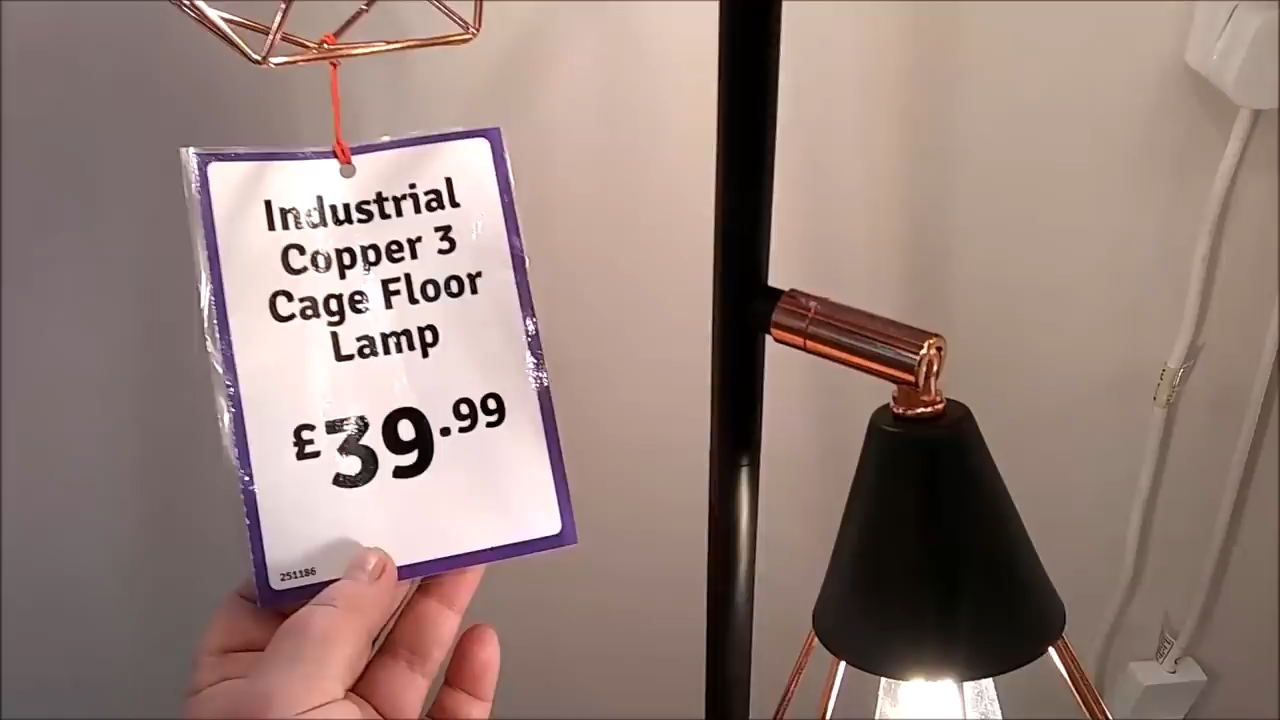 Industrial
Copper 3
Cage Floor
Lamp
£39.99
251186